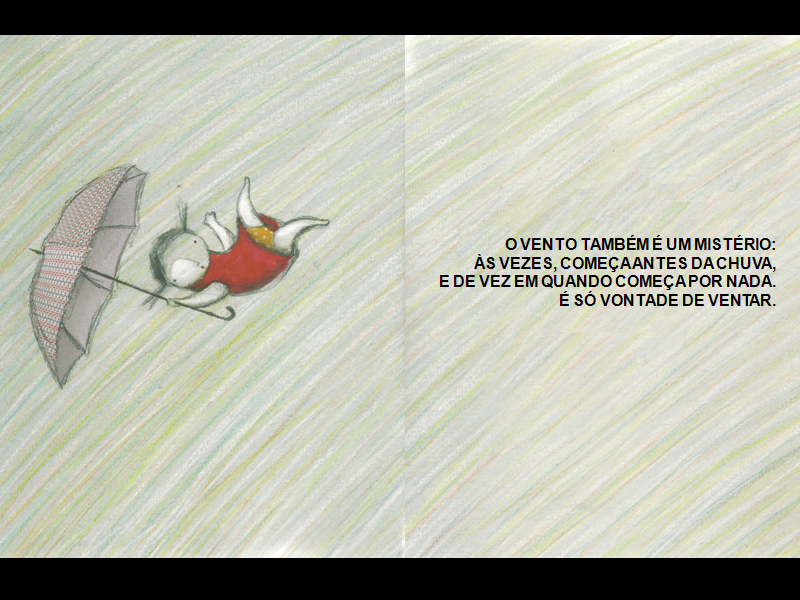 O VENTO TAMBÉM É UM MISTÉRIO:
ÀS VEZES, COMEÇA ANTES DA CHUVA,
E DE VEZ EM QUANDO COMEÇA POR NADA.
É SÓ VONTADE DE VENTAR.